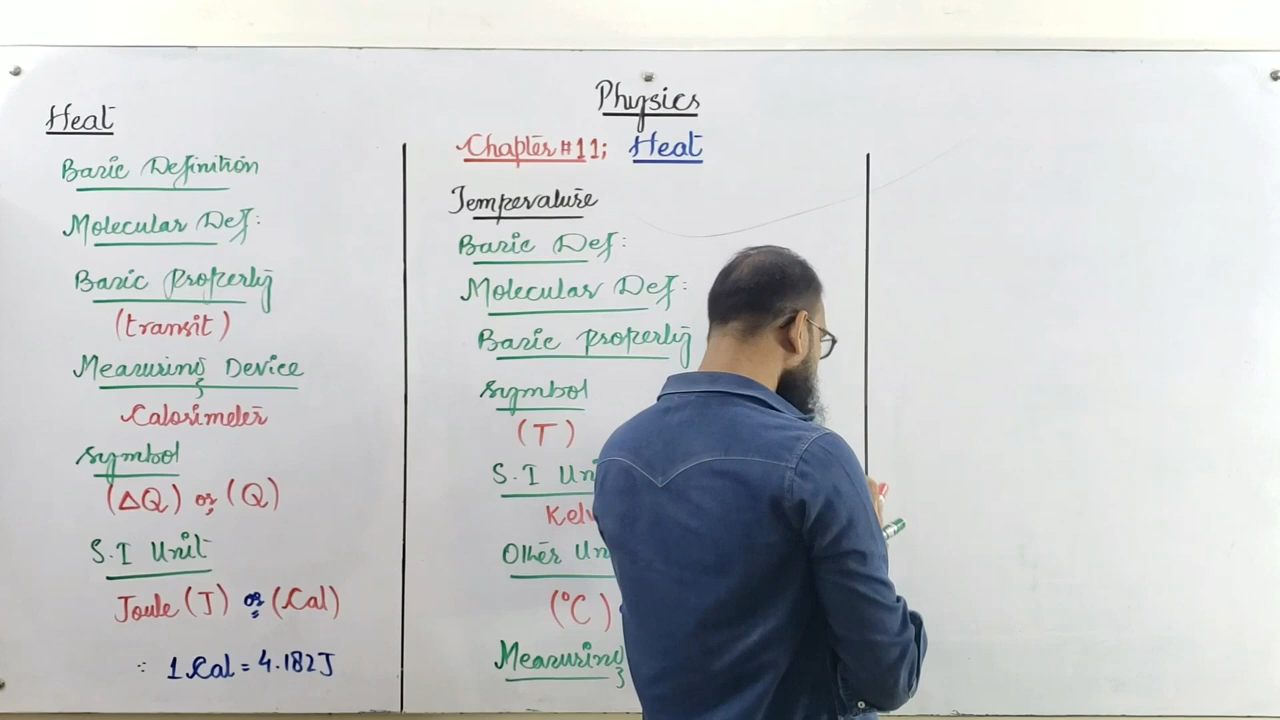 Physics
Chapter #11; Heat
Heat
Basic Definition
Molecular Def:
Basic Property
(transit)
Measuring Device
Calorimeter
Symbol
(ΔQ) or (Q)
S.I Unit
Joule (J) or (Cal)
∵ 1 Cal = 4.182J
Temperature
Basic Def:
Molecular Def:
Basic Property
Symbol
(T)
S.I Un
Kelv
Other Un
(°C)
Measuring